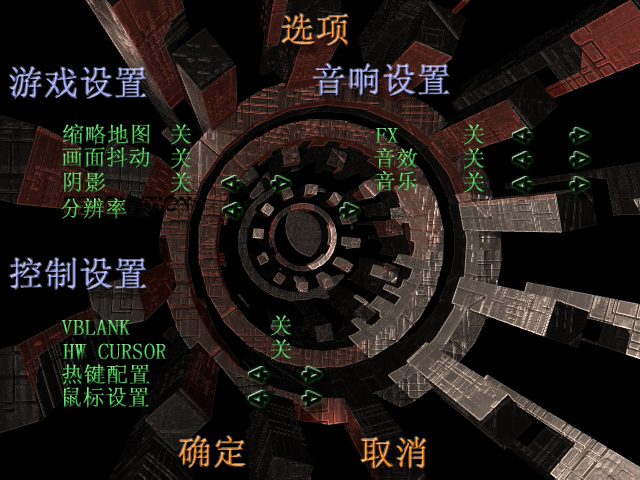 选项
游戏设置
缩略地图 关
画面抖动 关
阴影 关
分辨率
音响设置
FX 关
音效 关
音乐 关
控制设置
VBLANK 关
HW CURSOR 关
热键配置
鼠标设置
确定 取消